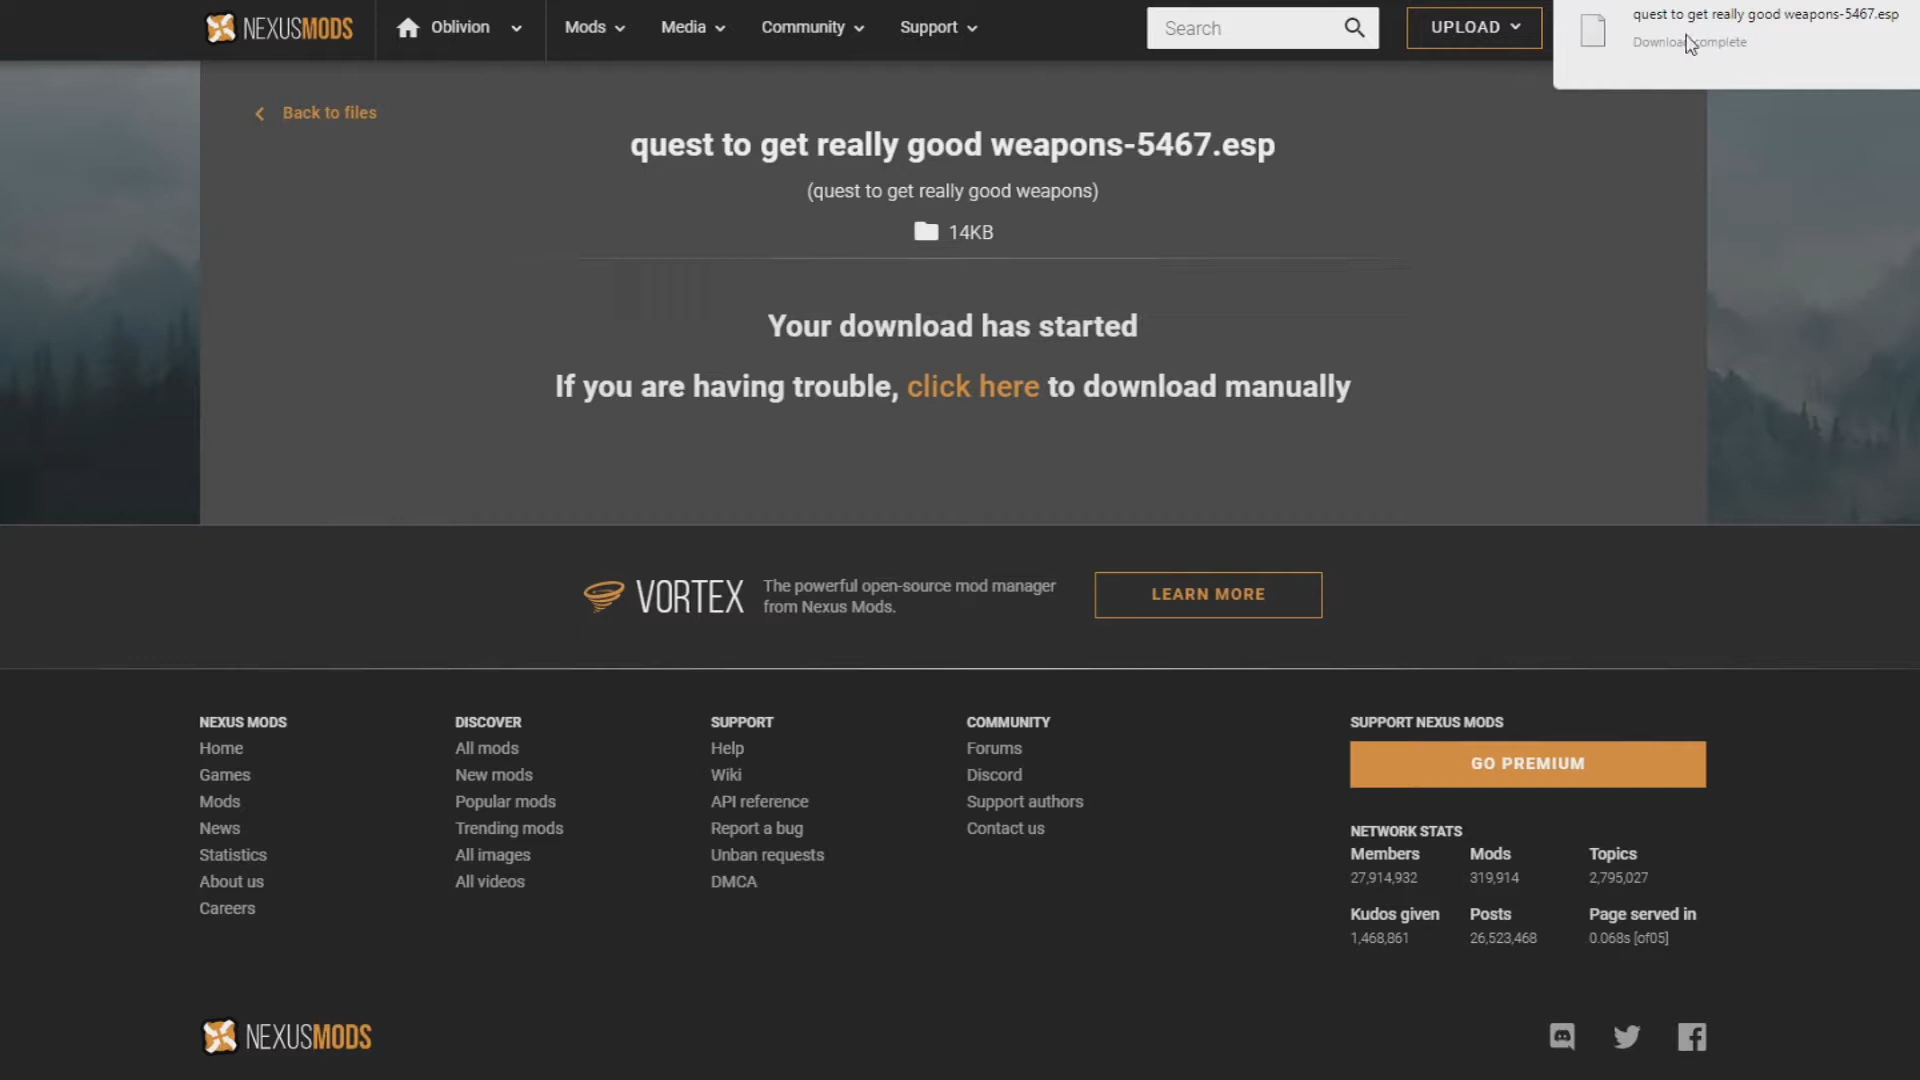 NEXUSMODS
Oblivion
Mods
Media
Community
Support
Search
UPLOAD
quest to get really good weapons-5467.esp
Download complete
Back to files
quest to get really good weapons-5467.esp
(quest to get really good weapons)
14KB
Your download has started
If you are having trouble, click here to download manually
VORTEX
The powerful open-source mod manager
from Nexus Mods.
LEARN MORE
NEXUS MODS
Home
Games
Mods
News
Statistics
About us
Careers
DISCOVER
All mods
New mods
Popular mods
Trending mods
All images
All videos
SUPPORT
Help
Wiki
API reference
Report a bug
Unban requests
DMCA
COMMUNITY
Forums
Discord
Support authors
Contact us
SUPPORT NEXUS MODS
GO PREMIUM
NETWORK STATS
Members
27,914,932
Mods
319,914
Topics
2,795,027
Kudos given
1,468,861
Posts
26,523,468
Page served in
0.068s [of05]
NEXUSMODS